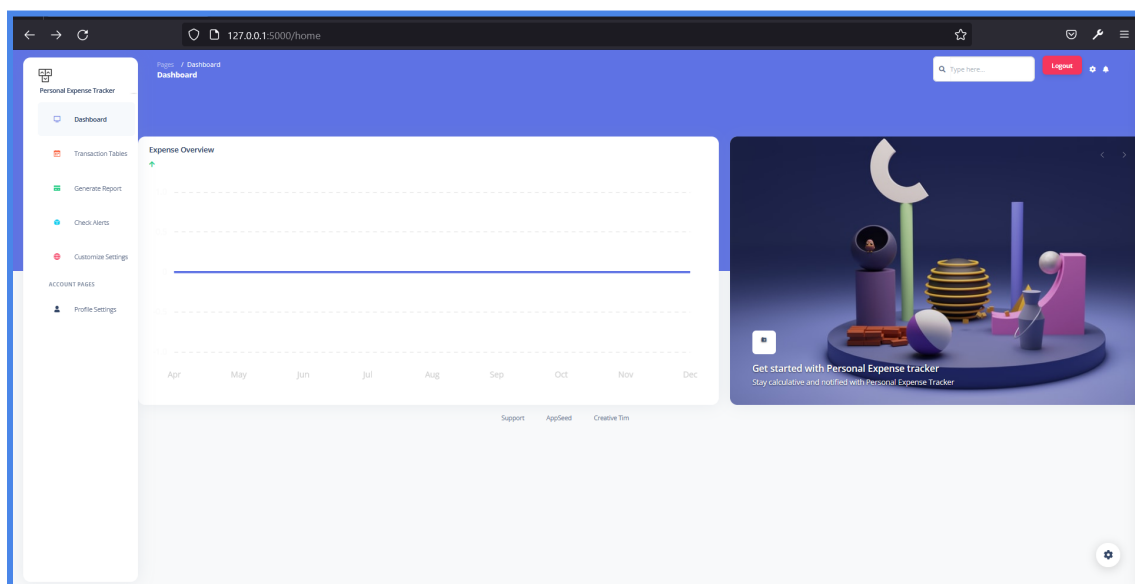 127.0.0.1:5000/home
Personal Expense Tracker
Dashboard
Transaction Tables
Generate Report
Check Alerts
Customize Settings
ACCOUNT PAGES
Profile Settings
Pages / Dashboard
Dashboard
Type here...
Logout
Expense Overview
Apr May Jun Jul Aug Sep Oct Nov Dec
Get started with Personal Expense tracker
Stay calculative and notified with Personal Expense Tracker
Support AppSeed Creative Tim